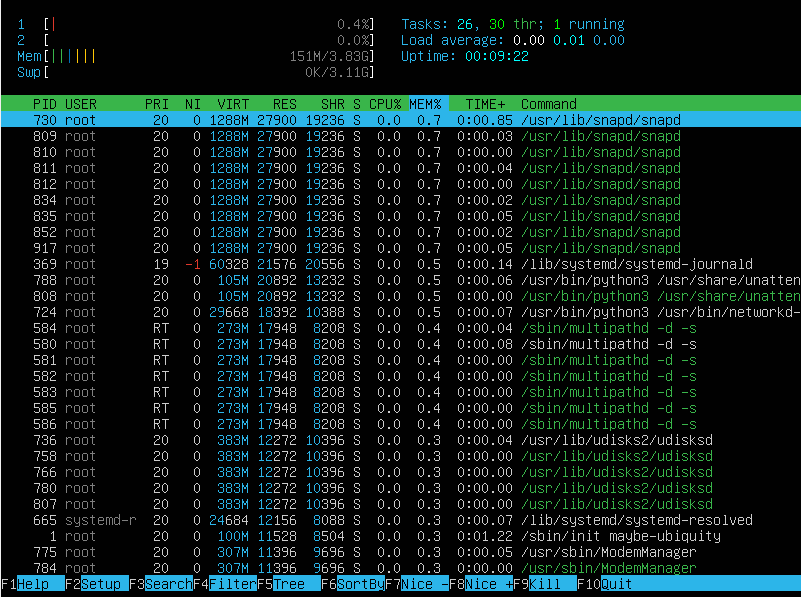 1 [| 0.4%] Tasks: 26, 30 thr; 1 running
2 [ 0.0%] Load average: 0.00 0.01 0.00
Mem[|||||| 151M/3.83G] Uptime: 00:09:22
Swp[ 0K/3.11G]
PID USER PRI NI VIRT RES SHR S CPU% MEM% TIME+ Command
730 root 20 0 1288M 27900 19236 S 0.0 0.7 0:00.85 /usr/lib/snapd/snapd
809 root 20 0 1288M 27900 19236 S 0.0 0.7 0:00.03 /usr/lib/snapd/snapd
810 root 20 0 1288M 27900 19236 S 0.0 0.7 0:00.00 /usr/lib/snapd/snapd
811 root 20 0 1288M 27900 19236 S 0.0 0.7 0:00.04 /usr/lib/snapd/snapd
812 root 20 0 1288M 27900 19236 S 0.0 0.7 0:00.00 /usr/lib/snapd/snapd
834 root 20 0 1288M 27900 19236 S 0.0 0.7 0:00.02 /usr/lib/snapd/snapd
835 root 20 0 1288M 27900 19236 S 0.0 0.7 0:00.05 /usr/lib/snapd/snapd
852 root 20 0 1288M 27900 19236 S 0.0 0.7 0:00.02 /usr/lib/snapd/snapd
917 root 20 0 1288M 27900 19236 S 0.0 0.7 0:00.05 /usr/lib/snapd/snapd
369 root 19 -1 60328 21576 20556 S 0.0 0.5 0:00.14 /lib/systemd/systemd-journald
788 root 20 0 105M 20892 13232 S 0.0 0.5 0:00.06 /usr/bin/python3 /usr/share/unatten
808 root 20 0 105M 20892 13232 S 0.0 0.5 0:00.00 /usr/bin/python3 /usr/share/unatten
724 root 20 0 29668 18392 10388 S 0.0 0.5 0:00.07 /usr/bin/python3 /usr/bin/networkd-
584 root RT 0 273M 17948 8208 S 0.0 0.4 0:00.04 /sbin/multipathd -d -s
580 root RT 0 273M 17948 8208 S 0.0 0.4 0:00.08 /sbin/multipathd -d -s
581 root RT 0 273M 17948 8208 S 0.0 0.4 0:00.00 /sbin/multipathd -d -s
582 root RT 0 273M 17948 8208 S 0.0 0.4 0:00.00 /sbin/multipathd -d -s
583 root RT 0 273M 17948 8208 S 0.0 0.4 0:00.00 /sbin/multipathd -d -s
585 root RT 0 273M 17948 8208 S 0.0 0.4 0:00.00 /sbin/multipathd -d -s
586 root RT 0 273M 17948 8208 S 0.0 0.4 0:00.00 /sbin/multipathd -d -s
736 root 20 0 383M 12272 10396 S 0.0 0.3 0:00.04 /usr/lib/udisks2/udisksd
758 root 20 0 383M 12272 10396 S 0.0 0.3 0:00.00 /usr/lib/udisks2/udisksd
766 root 20 0 383M 12272 10396 S 0.0 0.3 0:00.00 /usr/lib/udisks2/udisksd
780 root 20 0 383M 12272 10396 S 0.0 0.3 0:00.00 /usr/lib/udisks2/udisksd
807 root 20 0 383M 12272 10396 S 0.0 0.3 0:00.00 /usr/lib/udisks2/udisksd
665 systemd-r 20 0 24684 12156 8088 S 0.0 0.3 0:00.07 /lib/systemd/systemd-resolved
1 root 20 0 100M 11528 8504 S 0.0 0.3 0:01.22 /sbin/init maybe-ubiquity
775 root 20 0 307M 11396 9696 S 0.0 0.3 0:00.05 /usr/sbin/ModemManager
784 root 20 0 307M 11396 9696 S 0.0 0.3 0:00.00 /usr/sbin/ModemManager
F1Help F2Setup F3SearchF4FilterF5Tree F6SortByF7Nice -F8Nice +F9Kill F10Quit